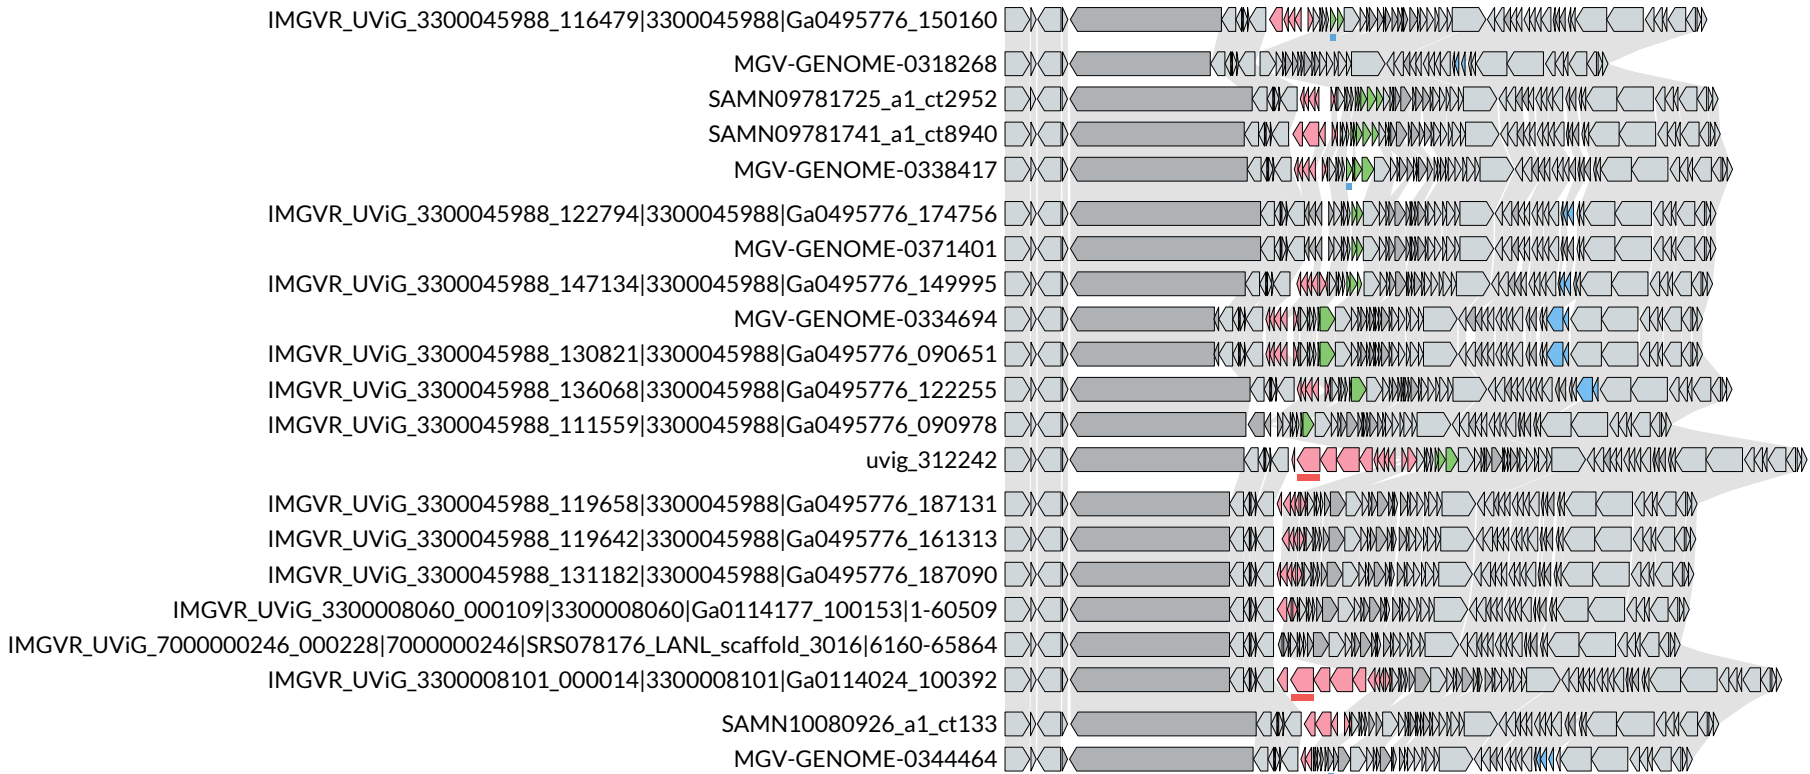 IMGVR_UViG_3300045988_116479|3300045988|Ga0495776_150160
MGV-GENOME-0318268
SAMN09781725_a1_ct2952
SAMN09781741_a1_ct8940
MGV-GENOME-0338417
IMGVR_UViG_3300045988_122794|3300045988|Ga0495776_174756
MGV-GENOME-0371401
IMGVR_UViG_3300045988_147134|3300045988|Ga0495776_149995
MGV-GENOME-0334694
IMGVR_UViG_3300045988_130821|3300045988|Ga0495776_090651
IMGVR_UViG_3300045988_136068|3300045988|Ga0495776_122255
IMGVR_UViG_3300045988_111559|3300045988|Ga0495776_090978
uvig_312242
IMGVR_UViG_3300045988_119658|3300045988|Ga0495776_187131
IMGVR_UViG_3300045988_119642|3300045988|Ga0495776_161313
IMGVR_UViG_3300045988_131182|3300045988|Ga0495776_187090
IMGVR_UViG_3300008060_000109|3300008060|Ga0114177_100153|1-60509
IMGVR_UViG_7000000246_000228|7000000246|SRS078176_LANL_scaffold_3016|6160-65864
IMGVR_UViG_3300008101_000014|3300008101|Ga0114024_100392
SAMN10080926_a1_ct133
MGV-GENOME-0344464